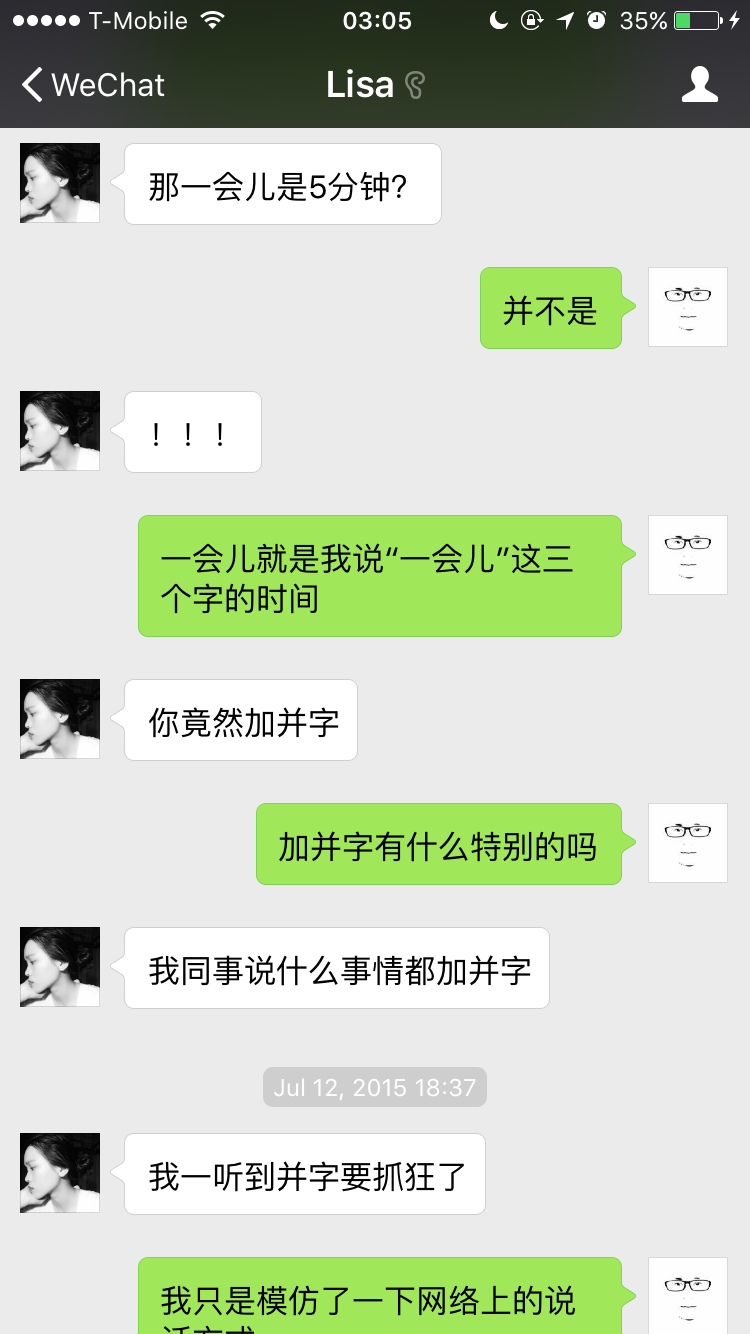 T-Mobile 03:05 35%
WeChat Lisa
那一会儿是5分钟?
并不是
！！！
一会儿就是我说“一会儿”这三
个字的时间
你竟然加并字
加并字有什么特别的吗
我同事说什么事情都加并字
Jul 12, 2015 18:37
我一听到并字要抓狂了
我只是模仿了一下网络上的说